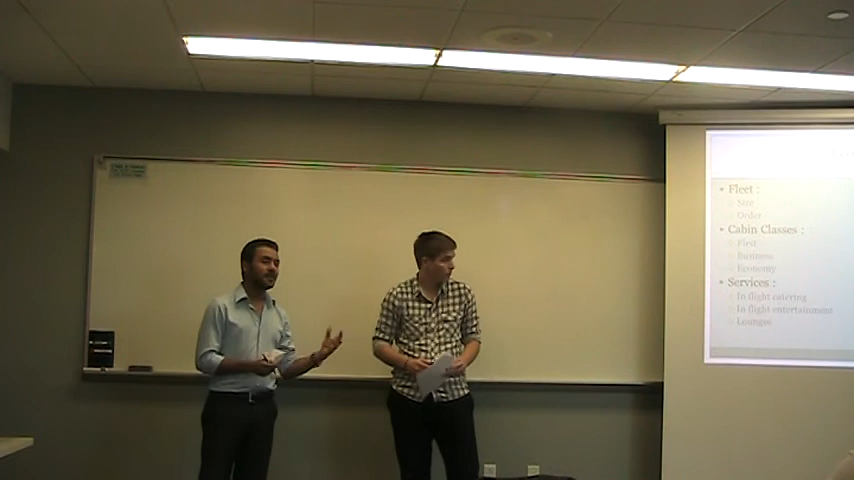 • Fleet :
Size
Order
• Cabin Classes :
First
Business
Economy
• Services :
In flight catering
In flight entertainment
Lounges